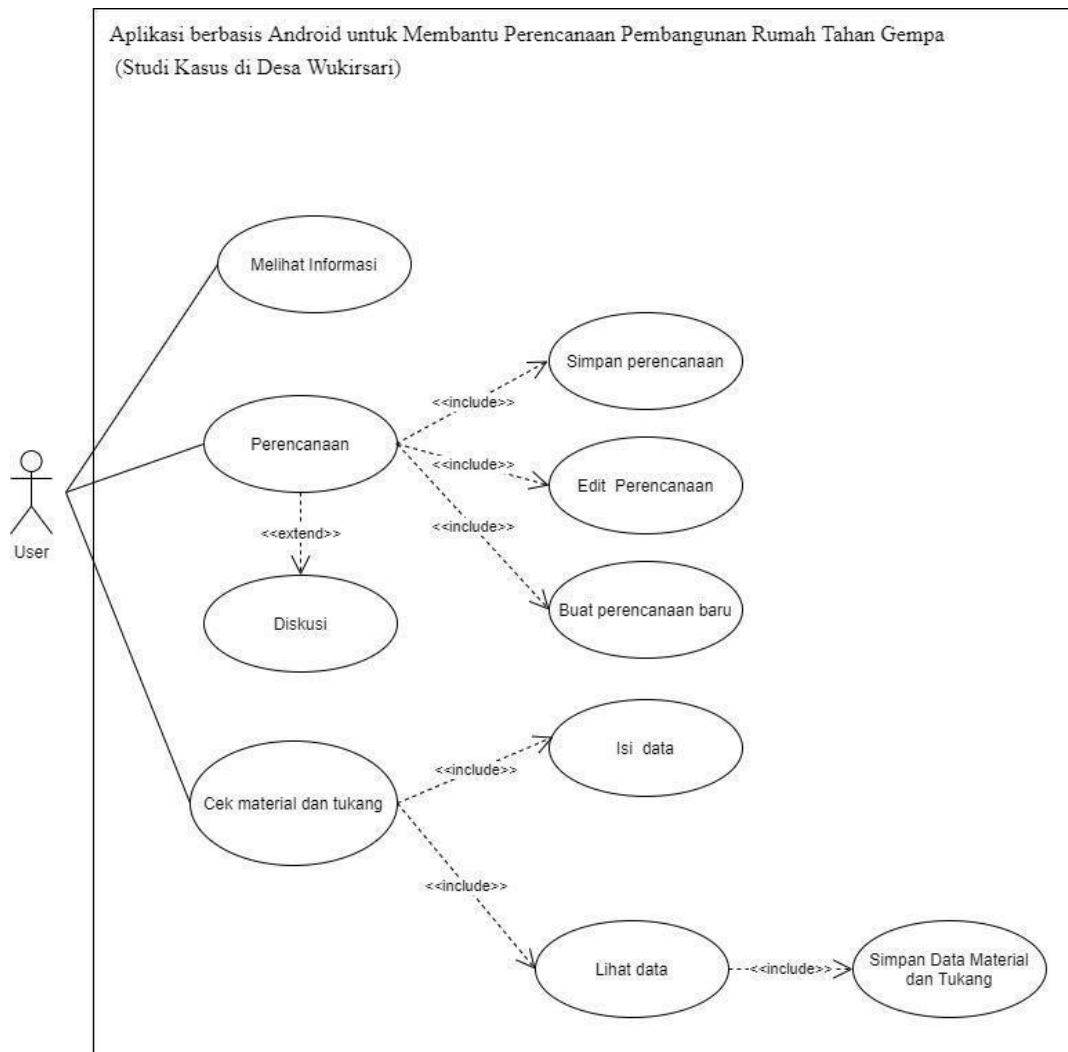 Aplikasi berbasis Android untuk Membantu Perencanaan Pembangunan Rumah Tahan Gempa
(Studi Kasus di Desa Wukirsari)
Melihat Informasi
Simpan perencanaan
<<include>>
Perencanaan
<<include>>
Edit Perencanaan
<<include>>
<<extend>>
User
Buat perencanaan baru
Diskusi
Isi data
<<include>>
Cek material dan tukang
<<include>>
Lihat data
<<include>>
Simpan Data Material
dan Tukang